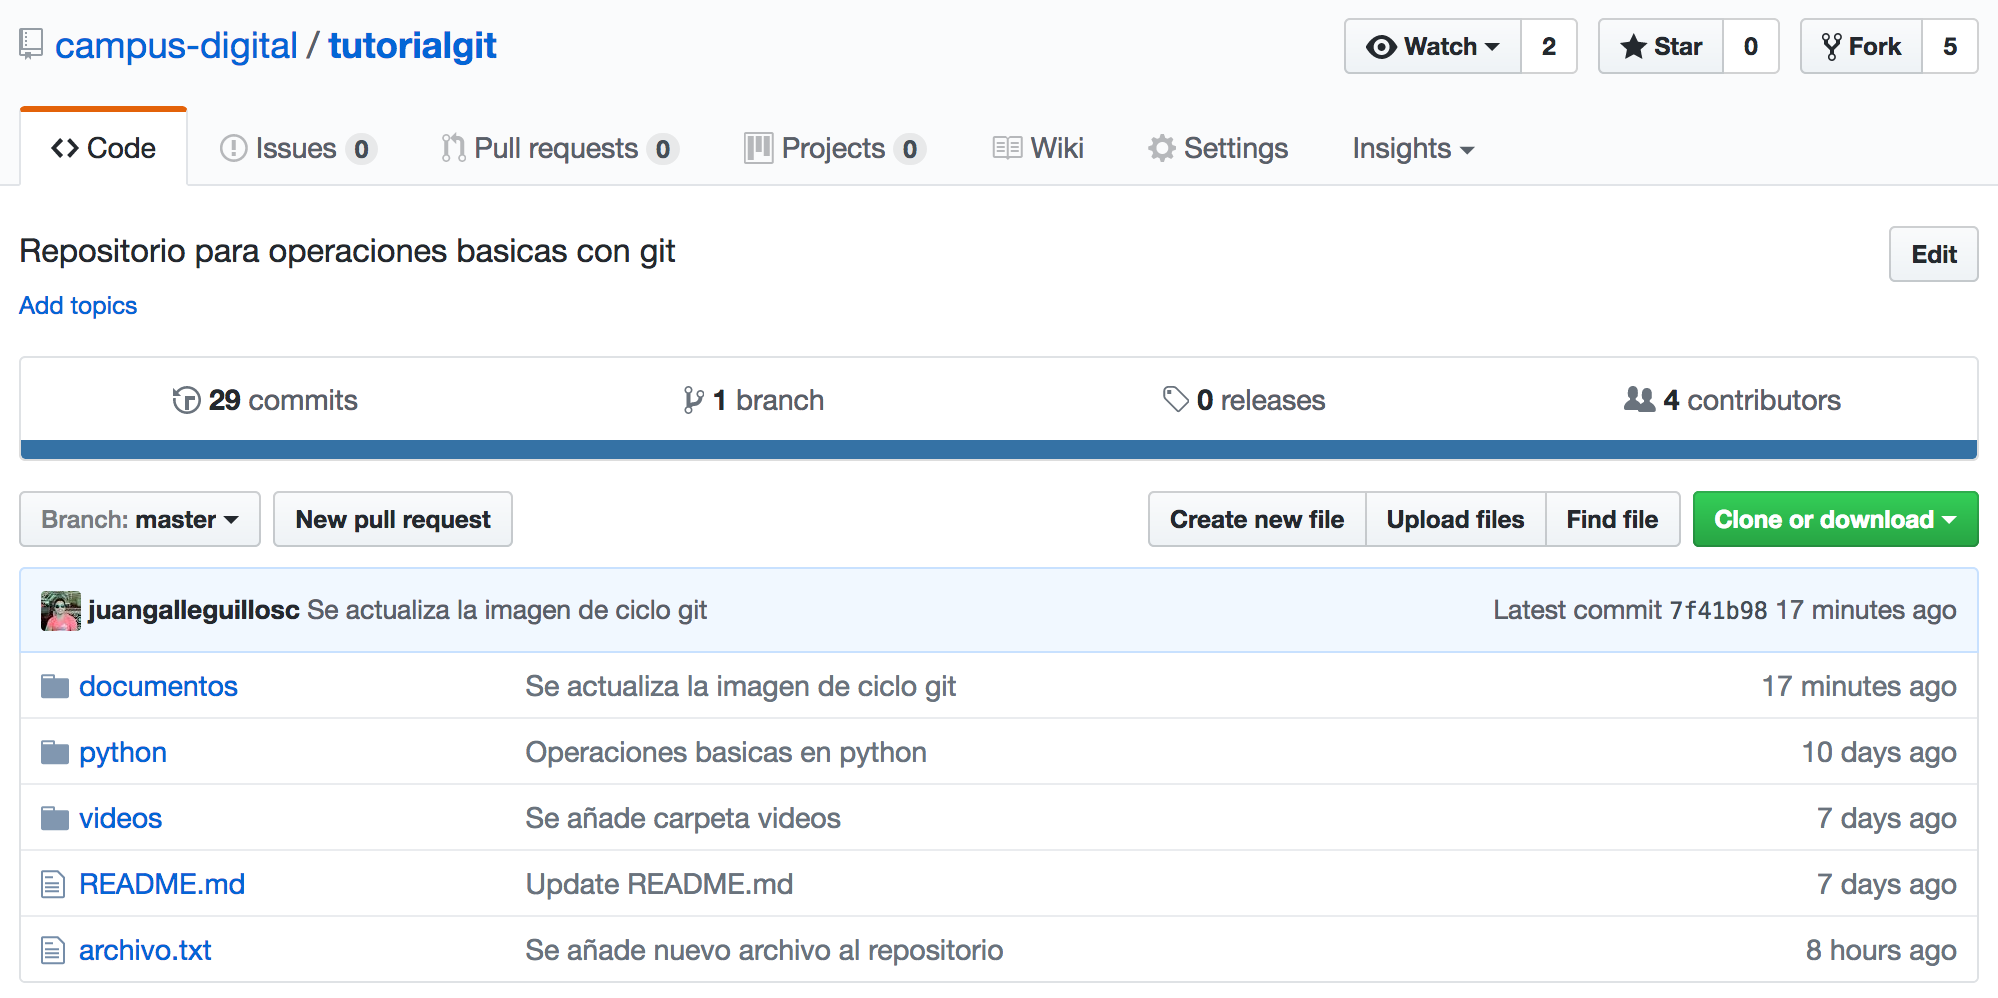 campus-digital / tutorialgit
Watch 2 Star 0 Fork 5
Code Issues 0 Pull requests 0 Projects 0 Wiki Settings Insights
Repositorio para operaciones basicas con git
Edit
Add topics
29 commits 1 branch 0 releases 4 contributors
Branch: master New pull request Create new file Upload files Find file Clone or download
juangalleguillosc Se actualiza la imagen de ciclo git Latest commit 7f41b98 17 minutes ago
documentos Se actualiza la imagen de ciclo git 17 minutes ago
python Operaciones basicas en python 10 days ago
videos Se añade carpeta videos 7 days ago
README.md Update README.md 7 days ago
archivo.txt Se añade nuevo archivo al repositorio 8 hours ago